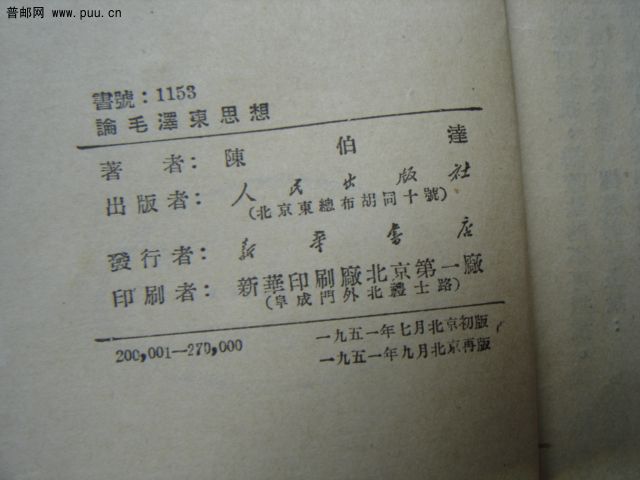 普邮网 www.puu.cn
書號：1153
論毛澤東思想
著者：陳伯達
出版者：人民出版社
(北京東總布胡同十號)
發行者：新華書店
印刷者：新華印刷廠北京第一廠
(阜成門外北禮士路)
200,001—270,000
一九五一年七月北京初版
一九五一年九月北京再版